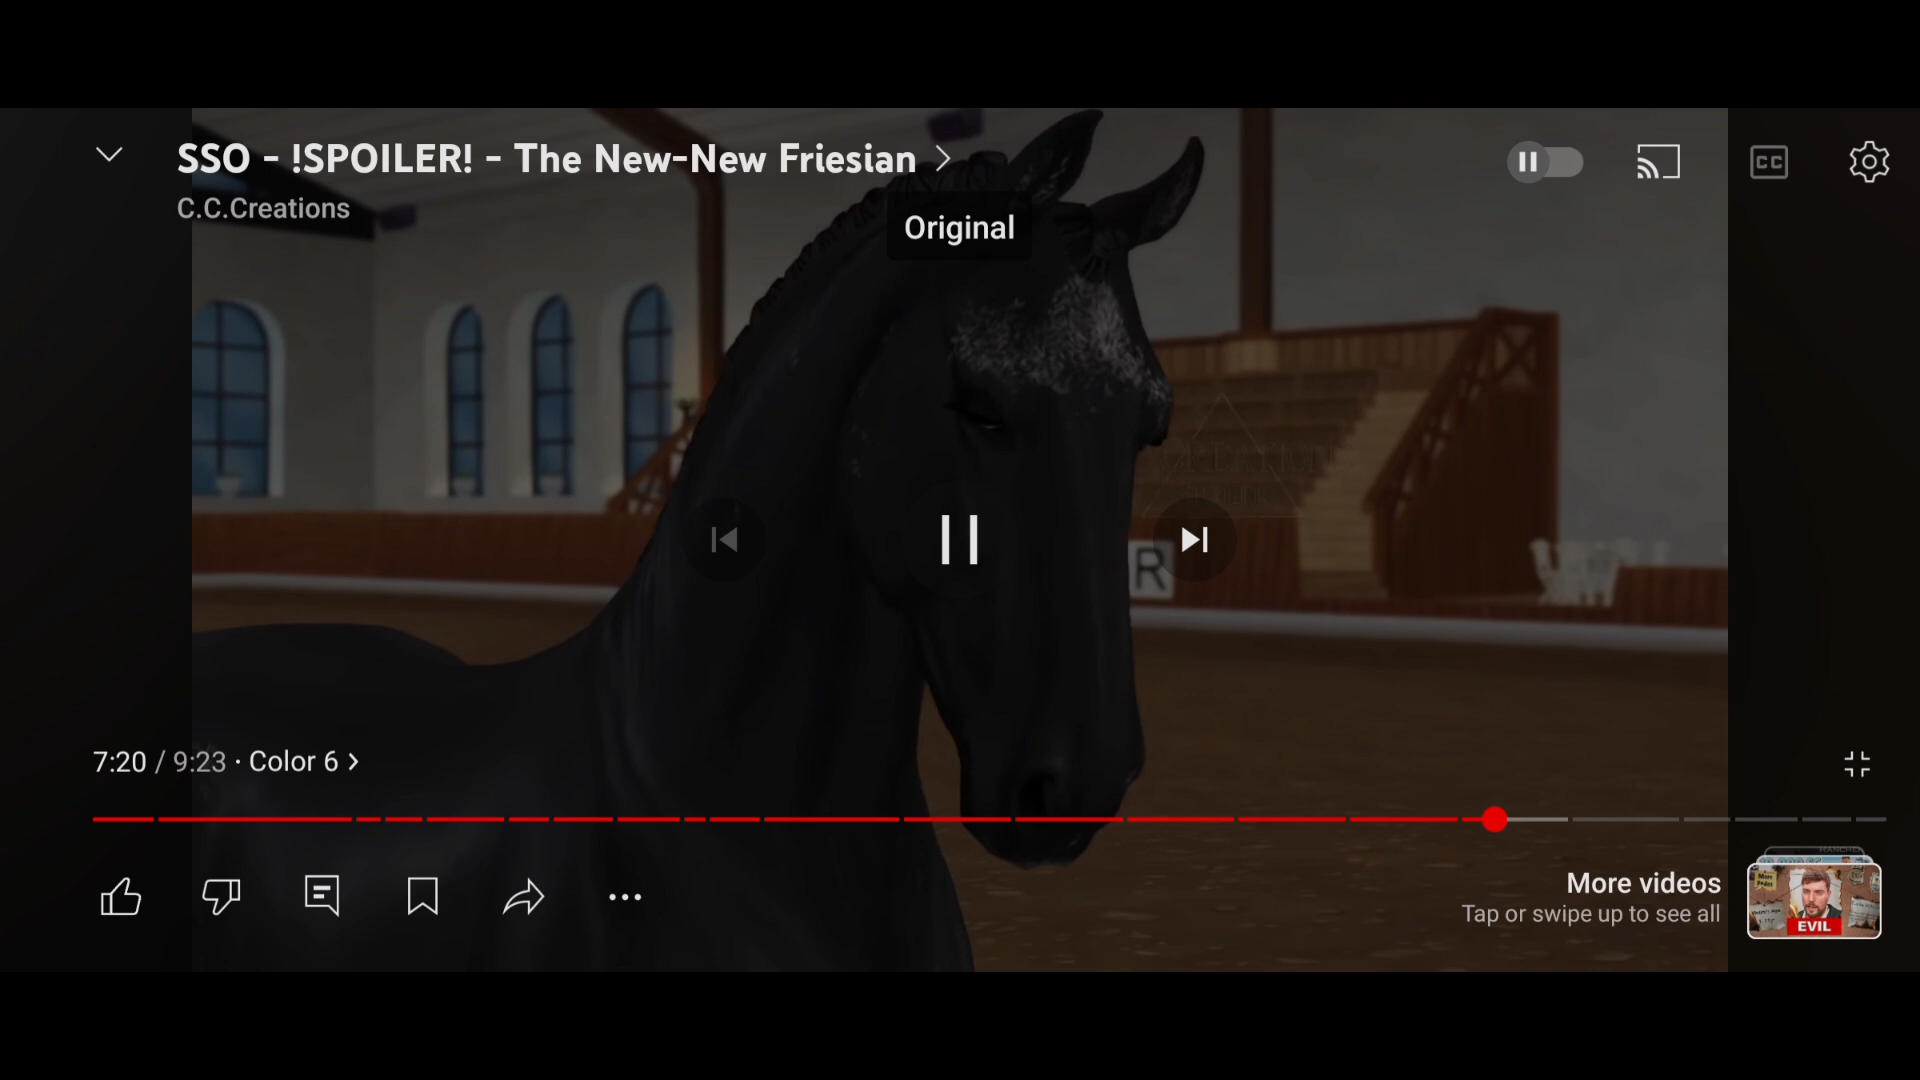 SSO - !SPOILER! - The New-New Friesian
C.C.Creations
CC
Original
R
7:20 / 9:23 · Color 6
More videos
Tap or swipe up to see all
EVIL